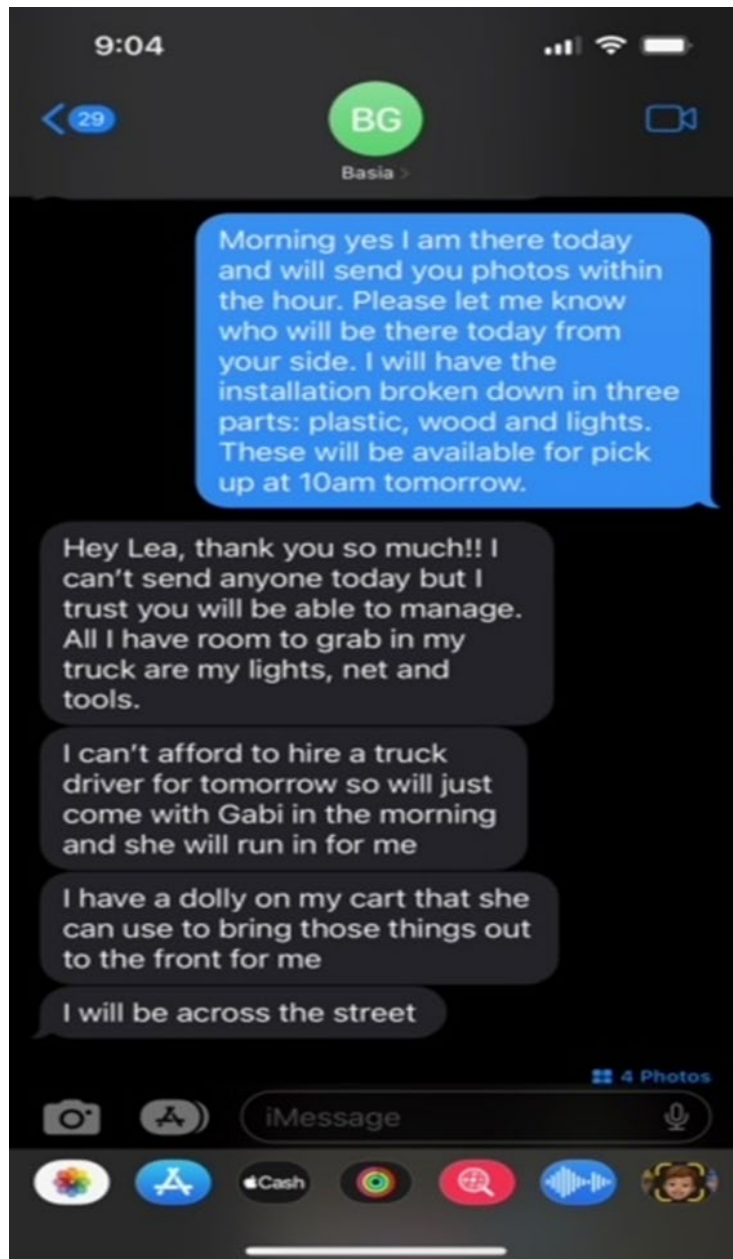 9:04
29
BG
Basia >
Morning yes I am there today
and will send you photos within
the hour. Please let me know
who will be there today from
your side. I will have the
installation broken down in three
parts: plastic, wood and lights.
These will be available for pick
up at 10am tomorrow.
Hey Lea, thank you so much!! I
can't send anyone today but I
trust you will be able to manage.
All I have room to grab in my
truck are my lights, net and
tools.
I can't afford to hire a truck
driver for tomorrow so will just
come with Gabi in the morning
and she will run in for me
I have a dolly on my cart that she
can use to bring those things out
to the front for me
I will be across the street
4 Photos
iMessage
Cash